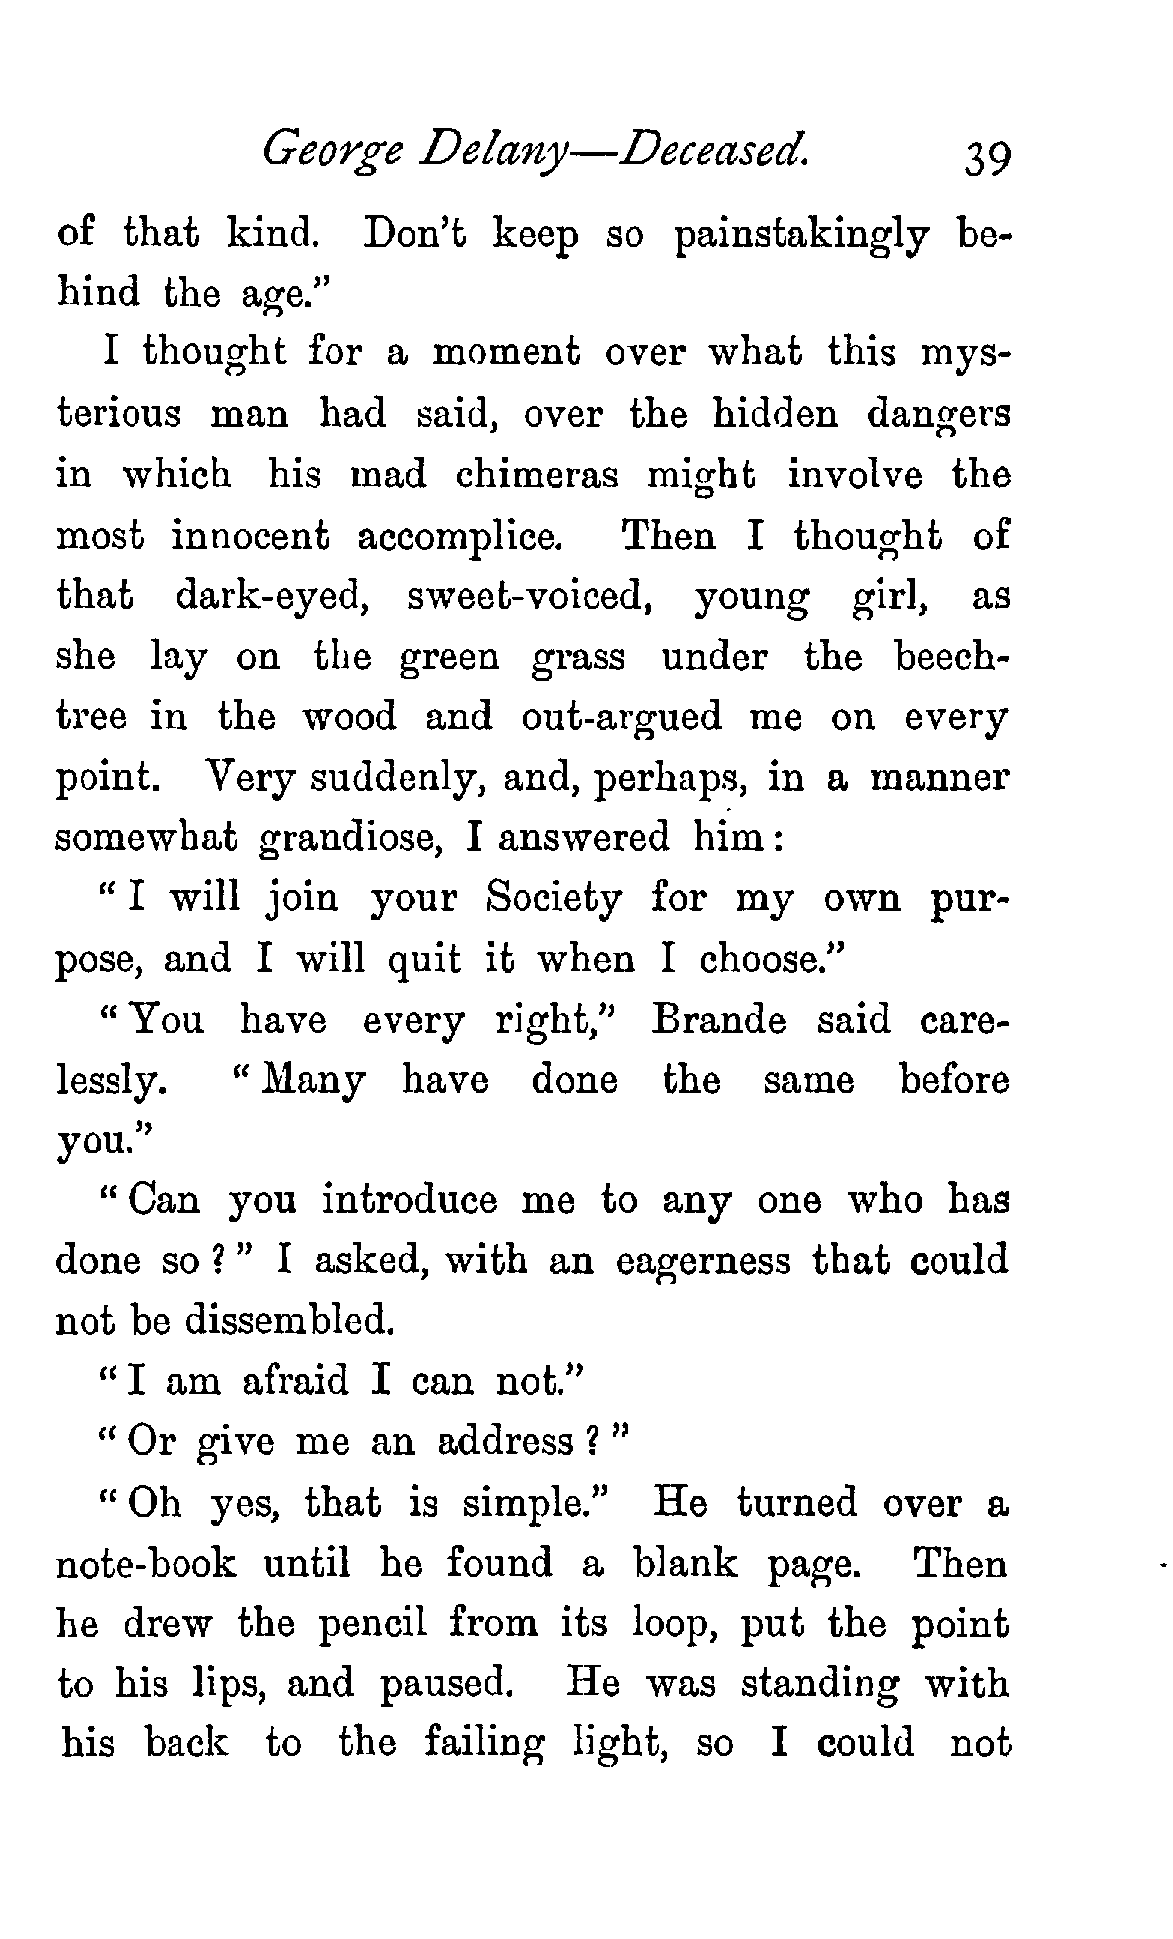 George Delany—Deceased. 39
of that kind. Don't keep so painstakingly be-
hind the age."
I thought for a moment over what this mys-
terious man had said, over the hidden dangers
in which his mad chimeras might involve the
most innocent accomplice. Then I thought of
that dark-eyed, sweet-voiced, young girl, as
she lay on the green grass under the beech-
tree in the wood and out-argued me on every
point. Very suddenly, and, perhaps, in a manner
somewhat grandiose, I answered him:
"I will join your Society for my own pur-
pose, and I will quit it when I choose."
"You have every right," Brande said care-
lessly. "Many have done the same before
you."
"Can you introduce me to any one who has
done so?" I asked, with an eagerness that could
not be dissembled.
"I am afraid I can not."
"Or give me an address?"
"Oh yes, that is simple." He turned over a
note-book until he found a blank page. Then
he drew the pencil from its loop, put the point
to his lips, and paused. He was standing with
his back to the failing light, so I could not